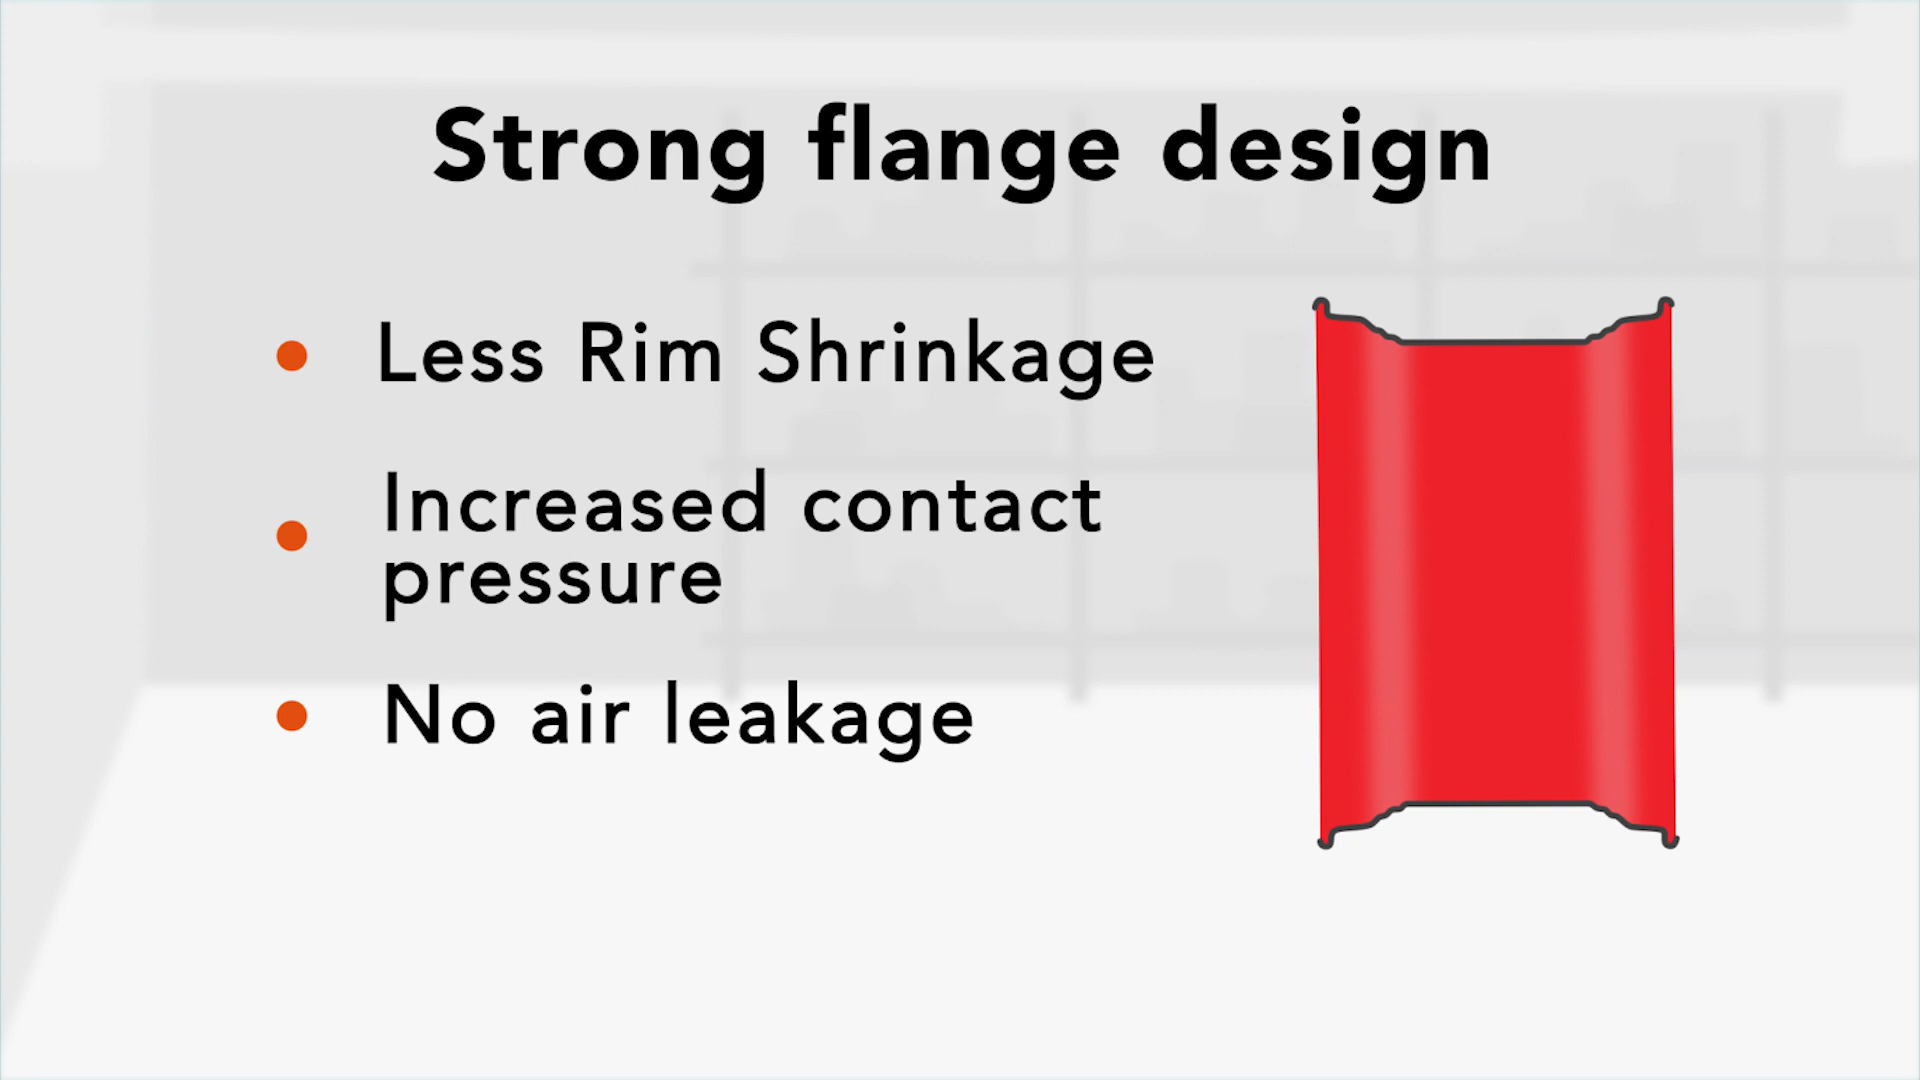 Strong flange design
Less Rim Shrinkage
Increased contact
pressure
No air leakage